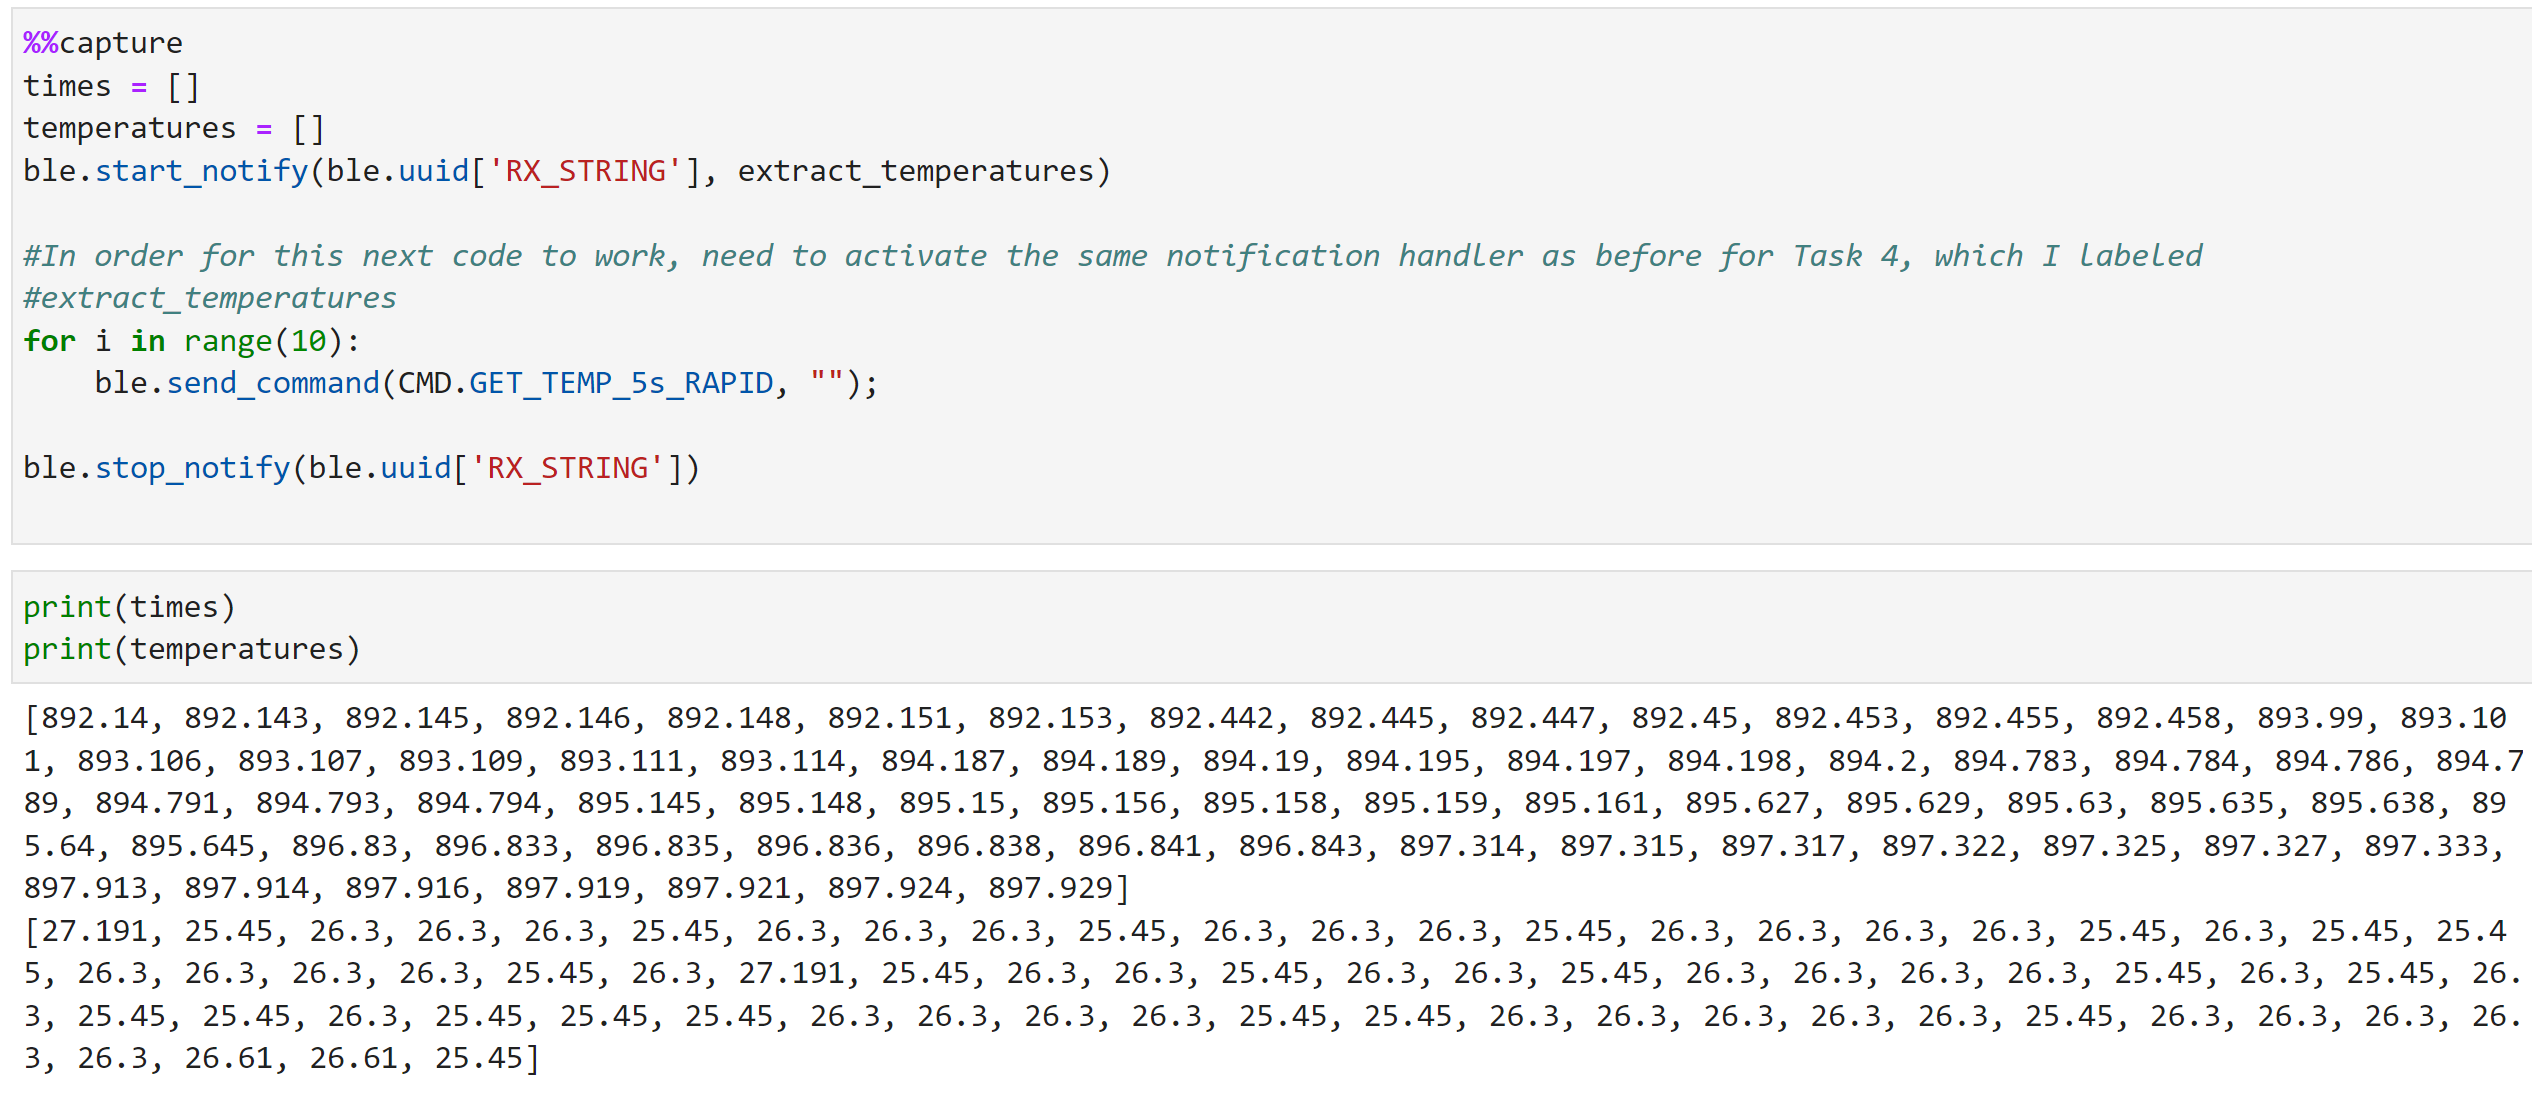 %%capture
times = []
temperatures = []
ble.start_notify(ble.uuid['RX_STRING'], extract_temperatures)

#In order for this next code to work, need to activate the same notification handler as before for Task 4, which I labeled
#extract_temperatures
for i in range(10):
    ble.send_command(CMD.GET_TEMP_5s_RAPID, "");

ble.stop_notify(ble.uuid['RX_STRING'])

print(times)
print(temperatures)
[892.14, 892.143, 892.145, 892.146, 892.148, 892.151, 892.153, 892.442, 892.445, 892.447, 892.45, 892.453, 892.455, 892.458, 893.99, 893.10
1, 893.106, 893.107, 893.109, 893.111, 893.114, 894.187, 894.189, 894.19, 894.195, 894.197, 894.198, 894.2, 894.783, 894.784, 894.786, 894.7
89, 894.791, 894.793, 894.794, 895.145, 895.148, 895.15, 895.156, 895.158, 895.159, 895.161, 895.627, 895.629, 895.63, 895.635, 895.638, 89
5.64, 895.645, 896.83, 896.833, 896.835, 896.836, 896.838, 896.841, 896.843, 897.314, 897.315, 897.317, 897.322, 897.325, 897.327, 897.333,
897.913, 897.914, 897.916, 897.919, 897.921, 897.924, 897.929]
[27.191, 25.45, 26.3, 26.3, 26.3, 25.45, 26.3, 26.3, 26.3, 25.45, 26.3, 26.3, 26.3, 25.45, 26.3, 26.3, 26.3, 26.3, 25.45, 26.3, 25.45, 25.4
5, 26.3, 26.3, 26.3, 26.3, 25.45, 26.3, 27.191, 25.45, 26.3, 26.3, 25.45, 26.3, 26.3, 25.45, 26.3, 26.3, 26.3, 26.3, 25.45, 26.3, 25.45, 26.
3, 25.45, 25.45, 26.3, 25.45, 25.45, 25.45, 26.3, 26.3, 26.3, 26.3, 25.45, 25.45, 26.3, 26.3, 26.3, 26.3, 26.3, 25.45, 26.3, 26.3, 26.3, 26.
3, 26.3, 26.61, 26.61, 25.45]